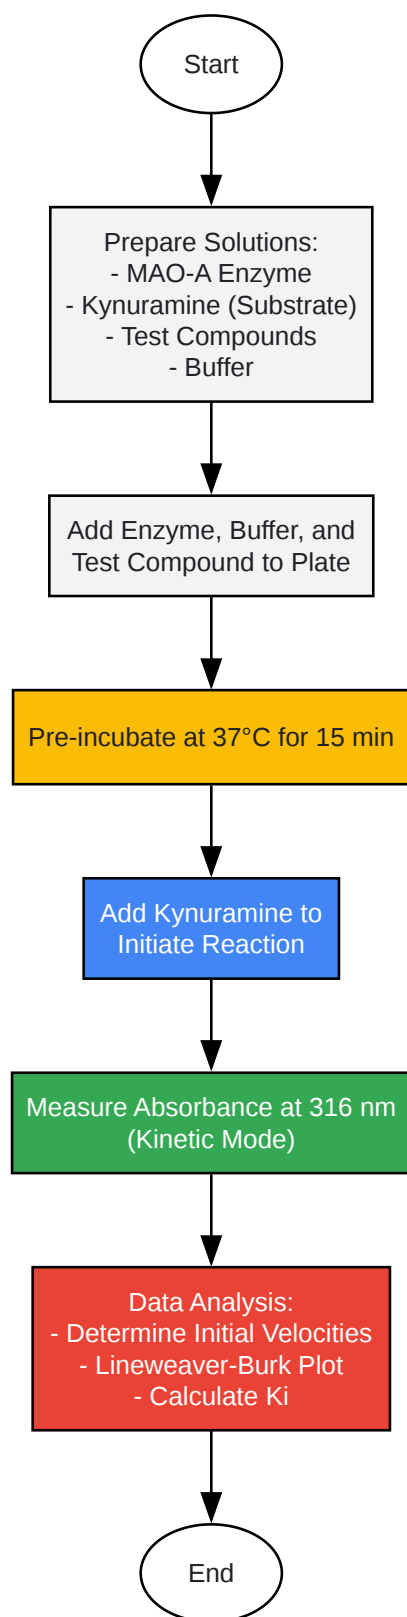 Start
Prepare Solutions:
- MAO-A Enzyme
- Kynuramine (Substrate)
- Test Compounds
- Buffer
Add Enzyme, Buffer, and
Test Compound to Plate
Pre-incubate at 37°C for 15 min
Add Kynuramine to
Initiate Reaction
Measure Absorbance at 316 nm
(Kinetic Mode)
Data Analysis:
- Determine Initial Velocities
- Lineweaver-Burk Plot
- Calculate Ki
End